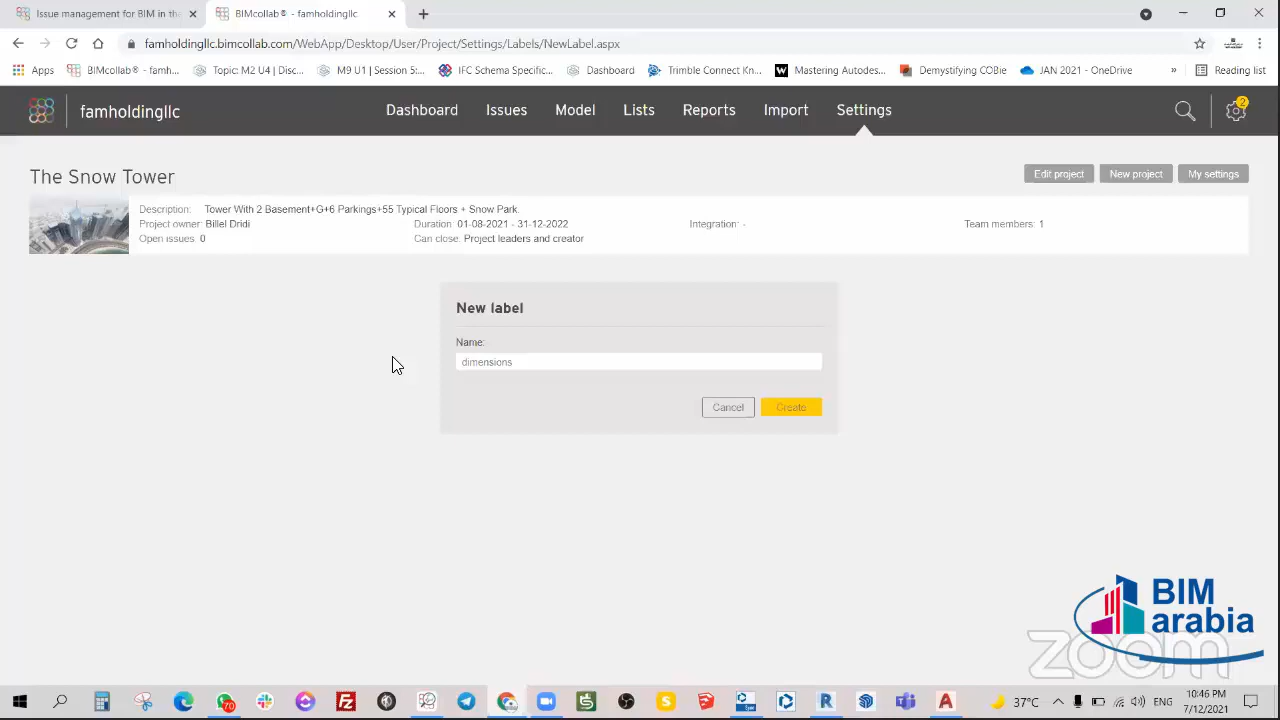 Issue management for BIM in the
BIMcollab® - famholdingllc
famholdingllc.bimcollab.com/WebApp/Desktop/User/Project/Settings/Labels/NewLabel.aspx
Apps
BIMcollab® - famh...
Topic: M2 U4 | Disc...
M9 U1 | Session 5:...
IFC Schema Specific...
Dashboard
Trimble Connect Kn...
Mastering Autodes...
Demystifying COBie
JAN 2021 - OneDrive
»
Reading list
famholdingllc
Dashboard
Issues
Model
Lists
Reports
Import
Settings
2
The Snow Tower
Edit project
New project
My settings
Description: Tower With 2 Basement+G+6 Parkings+55 Typical Floors + Snow Park.
Project owner: Billel Dridi
Duration: 01-08-2021 - 31-12-2022
Integration: -
Team members: 1
Open issues: 0
Can close: Project leaders and creator
New label
Name:
dimensions
Cancel
Create
BIM
arabia
zoom
70
37°C
10:46 PM
7/12/2021